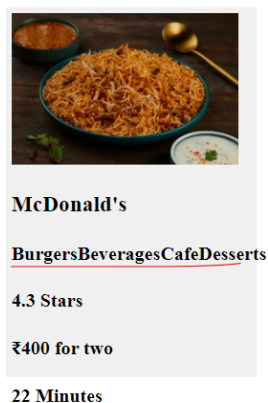 McDonald's
BurgersBeveragesCafeDesserts
4.3 Stars
₹400 for two
22 Minutes